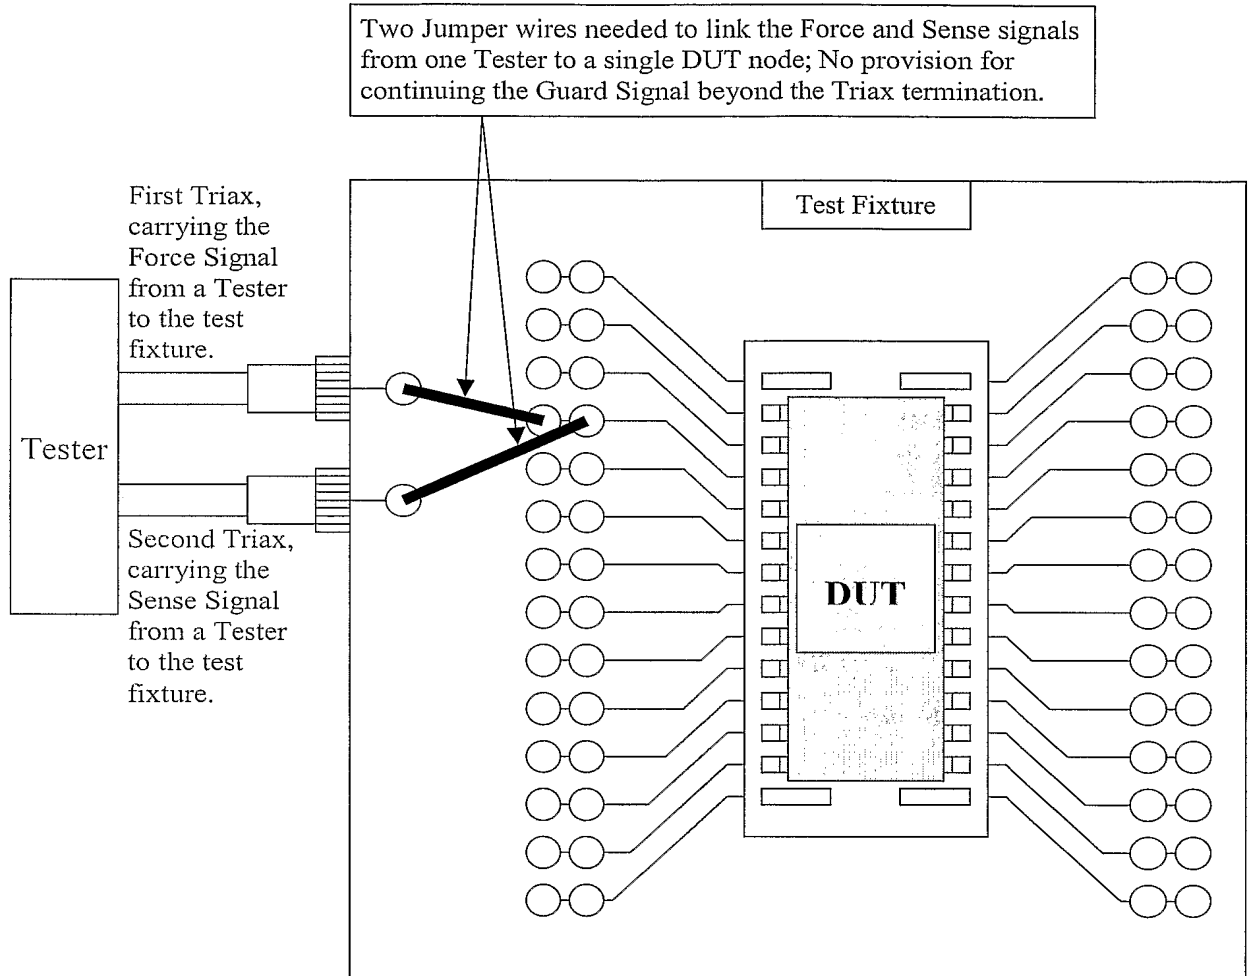 Two Jumper wires needed to link the Force and Sense signals
from one Tester to a single DUT node; No provision for
continuing the Guard Signal beyond the Triax termination.
First Triax,
carrying the
Force Signal
from a Tester
to the test
fixture.
Test Fixture
Tester
Second Triax,
carrying the
Sense Signal
from a Tester
to the test
fixture.
DUT